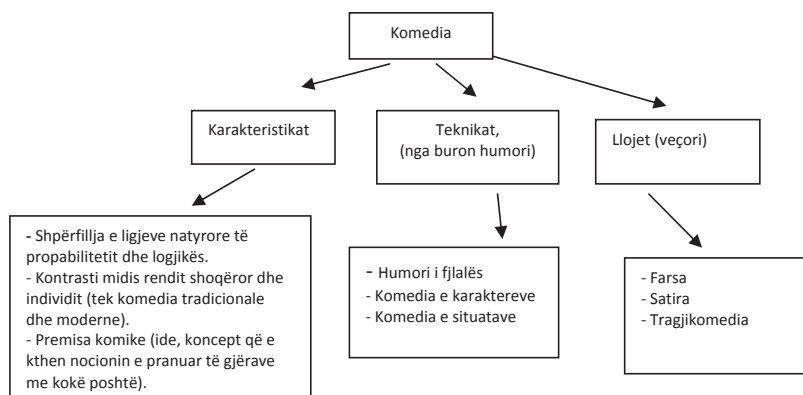 Komedia
Karakteristikat
Teknikat,
(nga buron humori)
Llojet (veçori)
- Shpërfillja e ligjeve natyrore të
propabilitetit dhe logjikës.
- Kontrasti midis rendit shoqëror dhe
individit (tek komedia tradicionale
dhe moderne).
- Premisa komike (ide, koncept që e
kthen nocionin e pranuar të gjërave
me kokë poshtë).
- Humori i fjlalës
- Komedia e karaktereve
- Komedia e situatave
- Farsa
- Satira
- Tragjikomedia